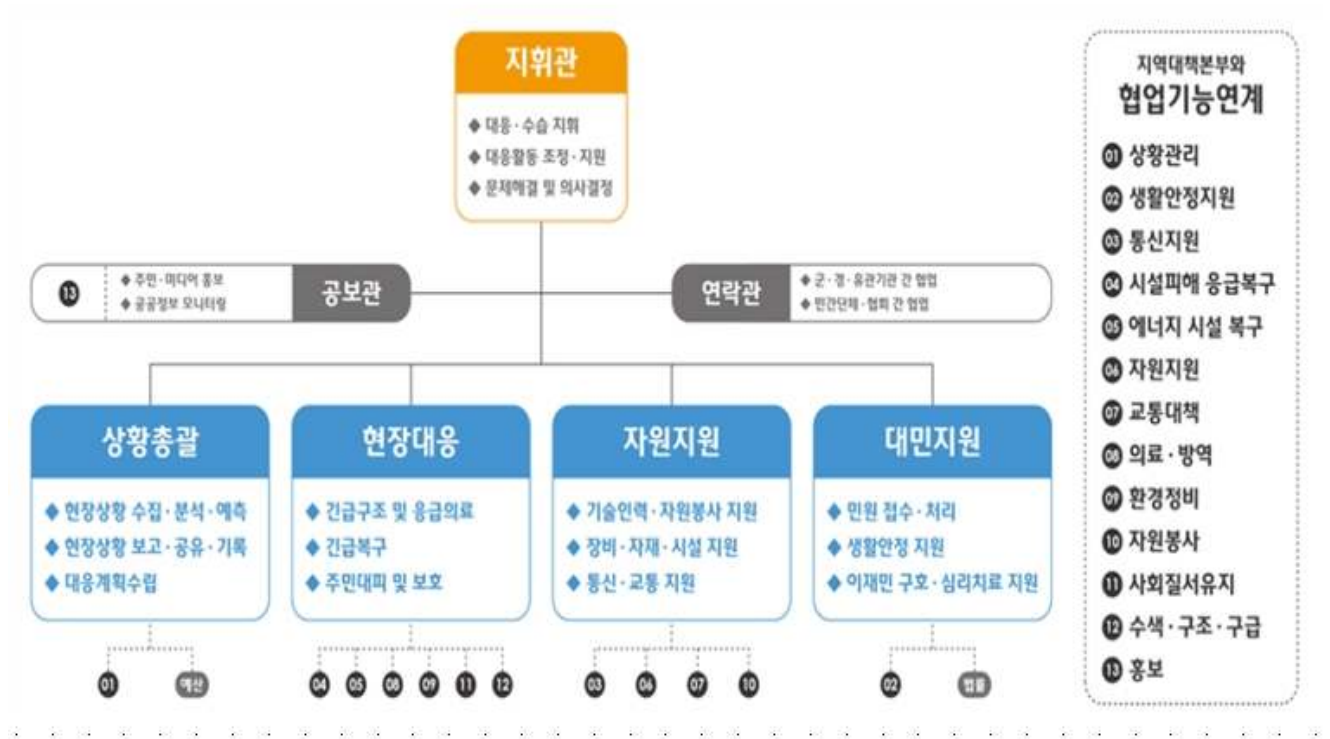 지휘관
◆ 대응·수습 지휘
◆ 대응활동 조정·지원
◆ 문제해결 및 의사결정
13
◆ 주민·미디어 홍보
◆ 공공정보 모니터링
공보관
연락관
◆ 군·경·유관기관 간 협업
◆ 민간단체·협회 간 협업
상황총괄
◆ 현장상황 수집·분석·예측
◆ 현장상황 보고·공유·기록
◆ 대응계획수립
01 예산
현장대응
◆ 긴급구조 및 응급의료
◆ 긴급복구
◆ 주민대피 및 보호
04 05 08 09 11 12
자원지원
◆ 기술인력·자원봉사 지원
◆ 장비·자재·시설 지원
◆ 통신·교통 지원
03 06 07 10
대민지원
◆ 민원 접수·처리
◆ 생활안정 지원
◆ 이재민 구호·심리치료 지원
02 법률
지역대책본부와
협업기능연계
01 상황관리
02 생활안정지원
03 통신지원
04 시설피해 응급복구
05 에너지 시설 복구
06 자원지원
07 교통대책
08 의료·방역
09 환경정비
10 자원봉사
11 사회질서유지
12 수색·구조·구급
13 홍보